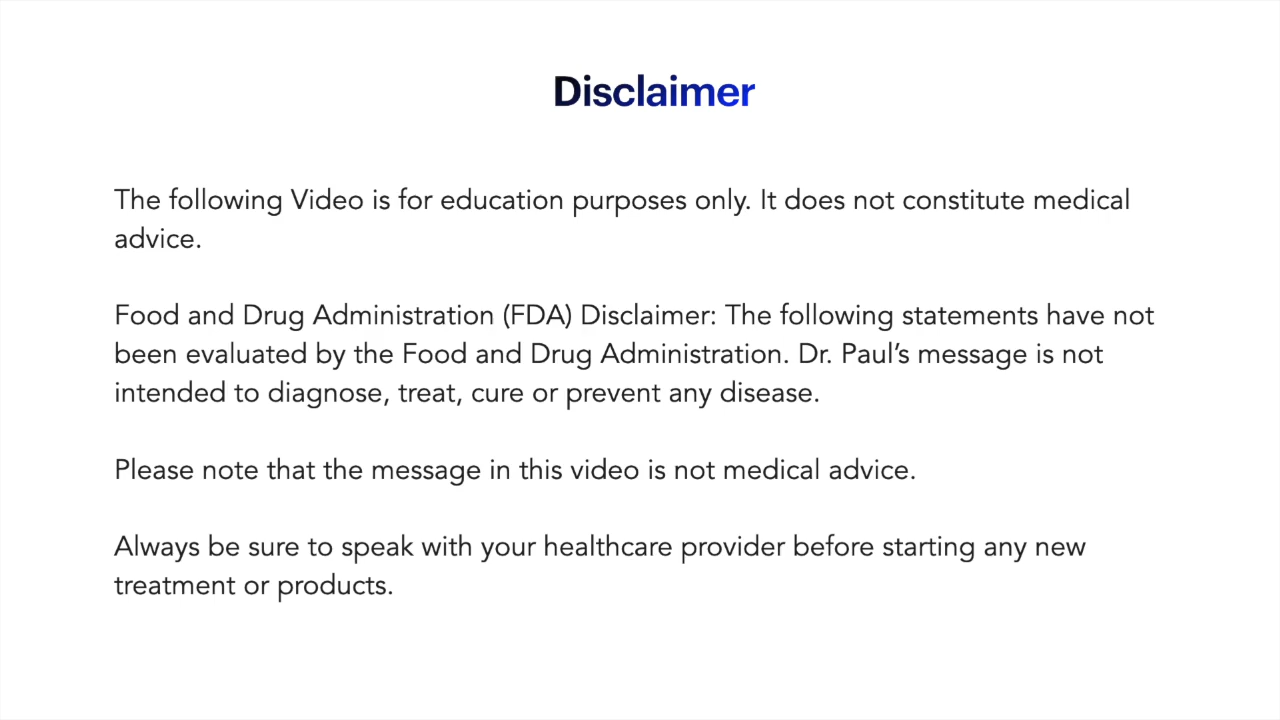 Disclaimer
The following Video is for education purposes only. It does not constitute medical
advice.
Food and Drug Administration (FDA) Disclaimer: The following statements have not
been evaluated by the Food and Drug Administration. Dr. Paul’s message is not
intended to diagnose, treat, cure or prevent any disease.
Please note that the message in this video is not medical advice.
Always be sure to speak with your healthcare provider before starting any new
treatment or products.